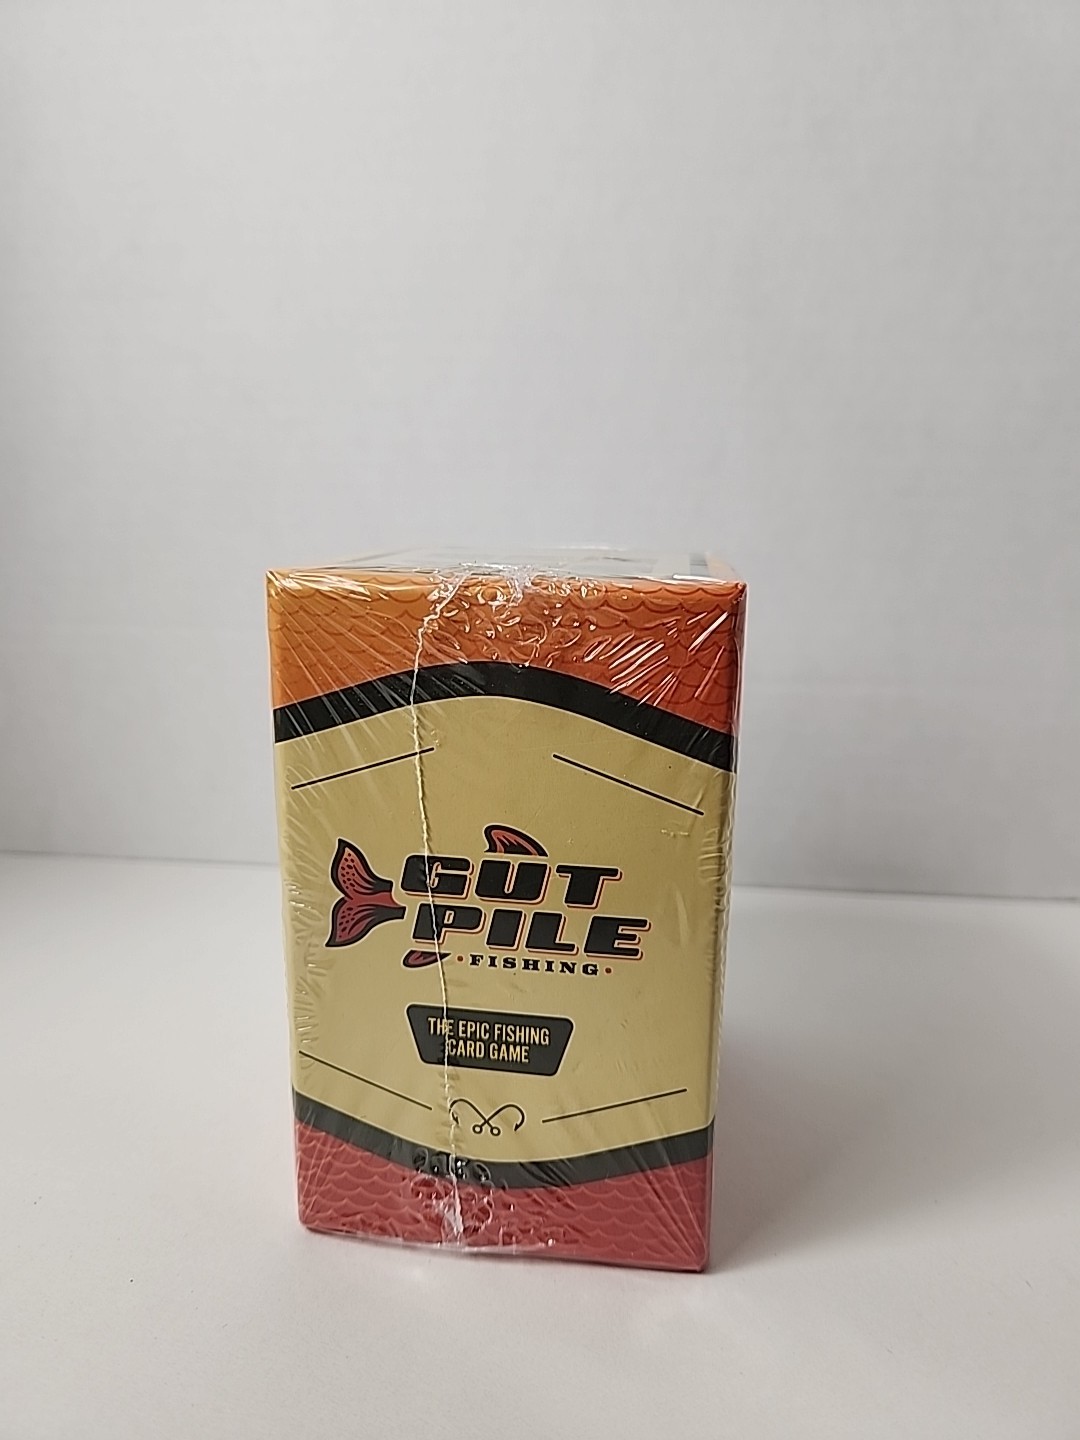 GUT
PILE
·FISHING·
THE EPIC FISHING
CARD GAME